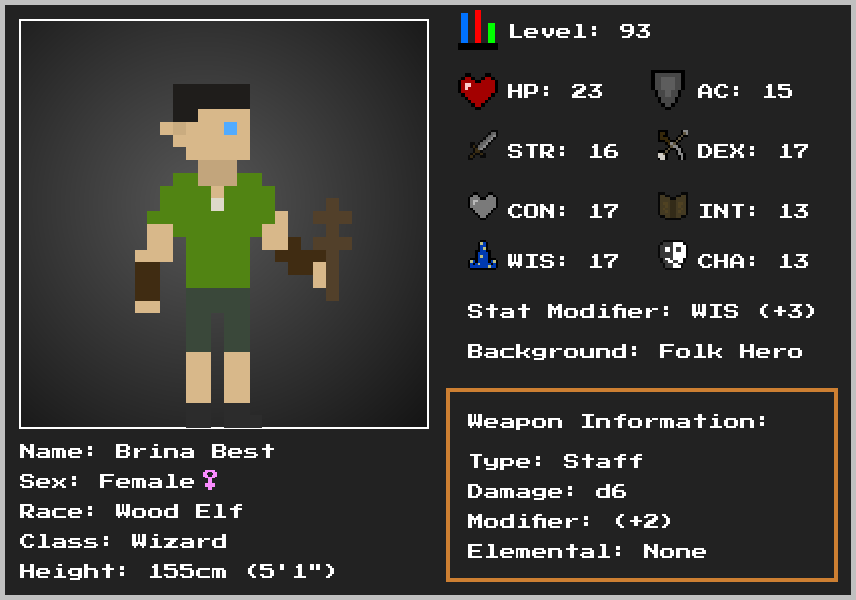 Level: 93
HP: 23 AC: 15
STR: 16 DEX: 17
CON: 17 INT: 13
WIS: 17 CHA: 13
Stat Modifier: WIS (+3)
Background: Folk Hero
Weapon Information:
Type: Staff
Damage: d6
Modifier: (+2)
Elemental: None
Name: Brina Best
Sex: Female♀
Race: Wood Elf
Class: Wizard
Height: 155cm (5'1")